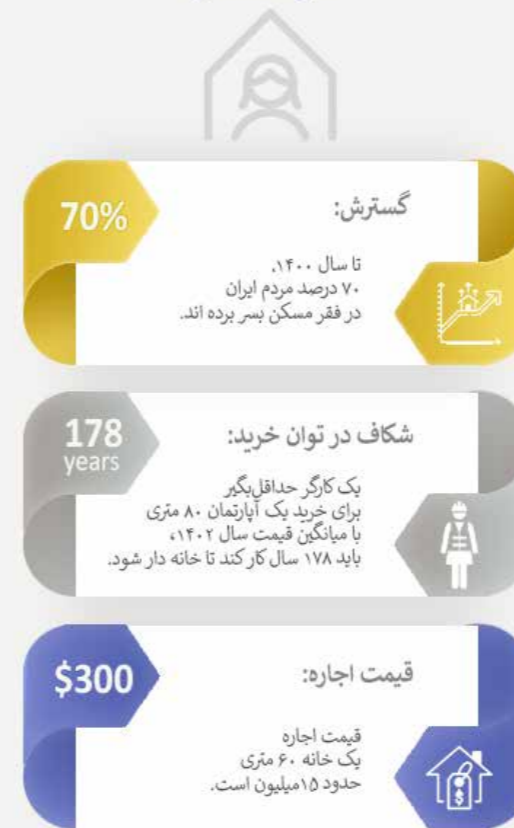 70%
گسترش:
تا سال ۱۴۰۰،
۷۰ درصد مردم ایران
در فقر مسکن بسر برده اند.
178
years
شکاف در توان خرید:
یک کارگر حداقل‌بگیر
برای خرید یک آپارتمان ۸۰ متری
با میانگین قیمت سال ۱۴۰۲،
باید ۱۷۸ سال کار کند تا خانه دار شود.
$300
قیمت اجاره:
قیمت اجاره
یک خانه ۶۰ متری
حدود ۱۵میلیون است.
$